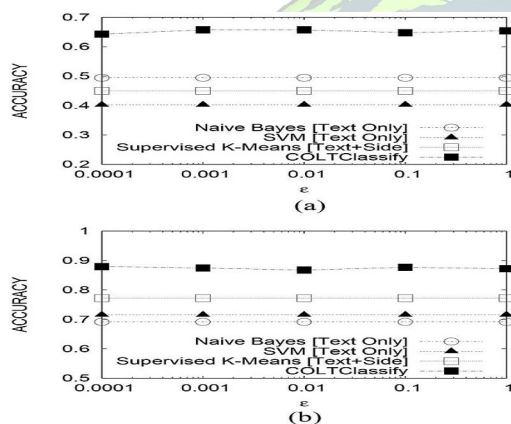 0.7
0.6
0.5
0.4
0.3
0.2
ACCURACY
Naive Bayes [Text Only]
SVM [Text Only]
Supervised K-Means [Text+Side]
COLTClassify
0.0001 0.001 0.01 0.1 1
ε
(a)
1
0.9
0.8
0.7
0.6
0.5
ACCURACY
Naive Bayes [Text Only]
SVM [Text Only]
Supervised K-Means [Text+Side]
COLTClassify
0.0001 0.001 0.01 0.1 1
ε
(b)